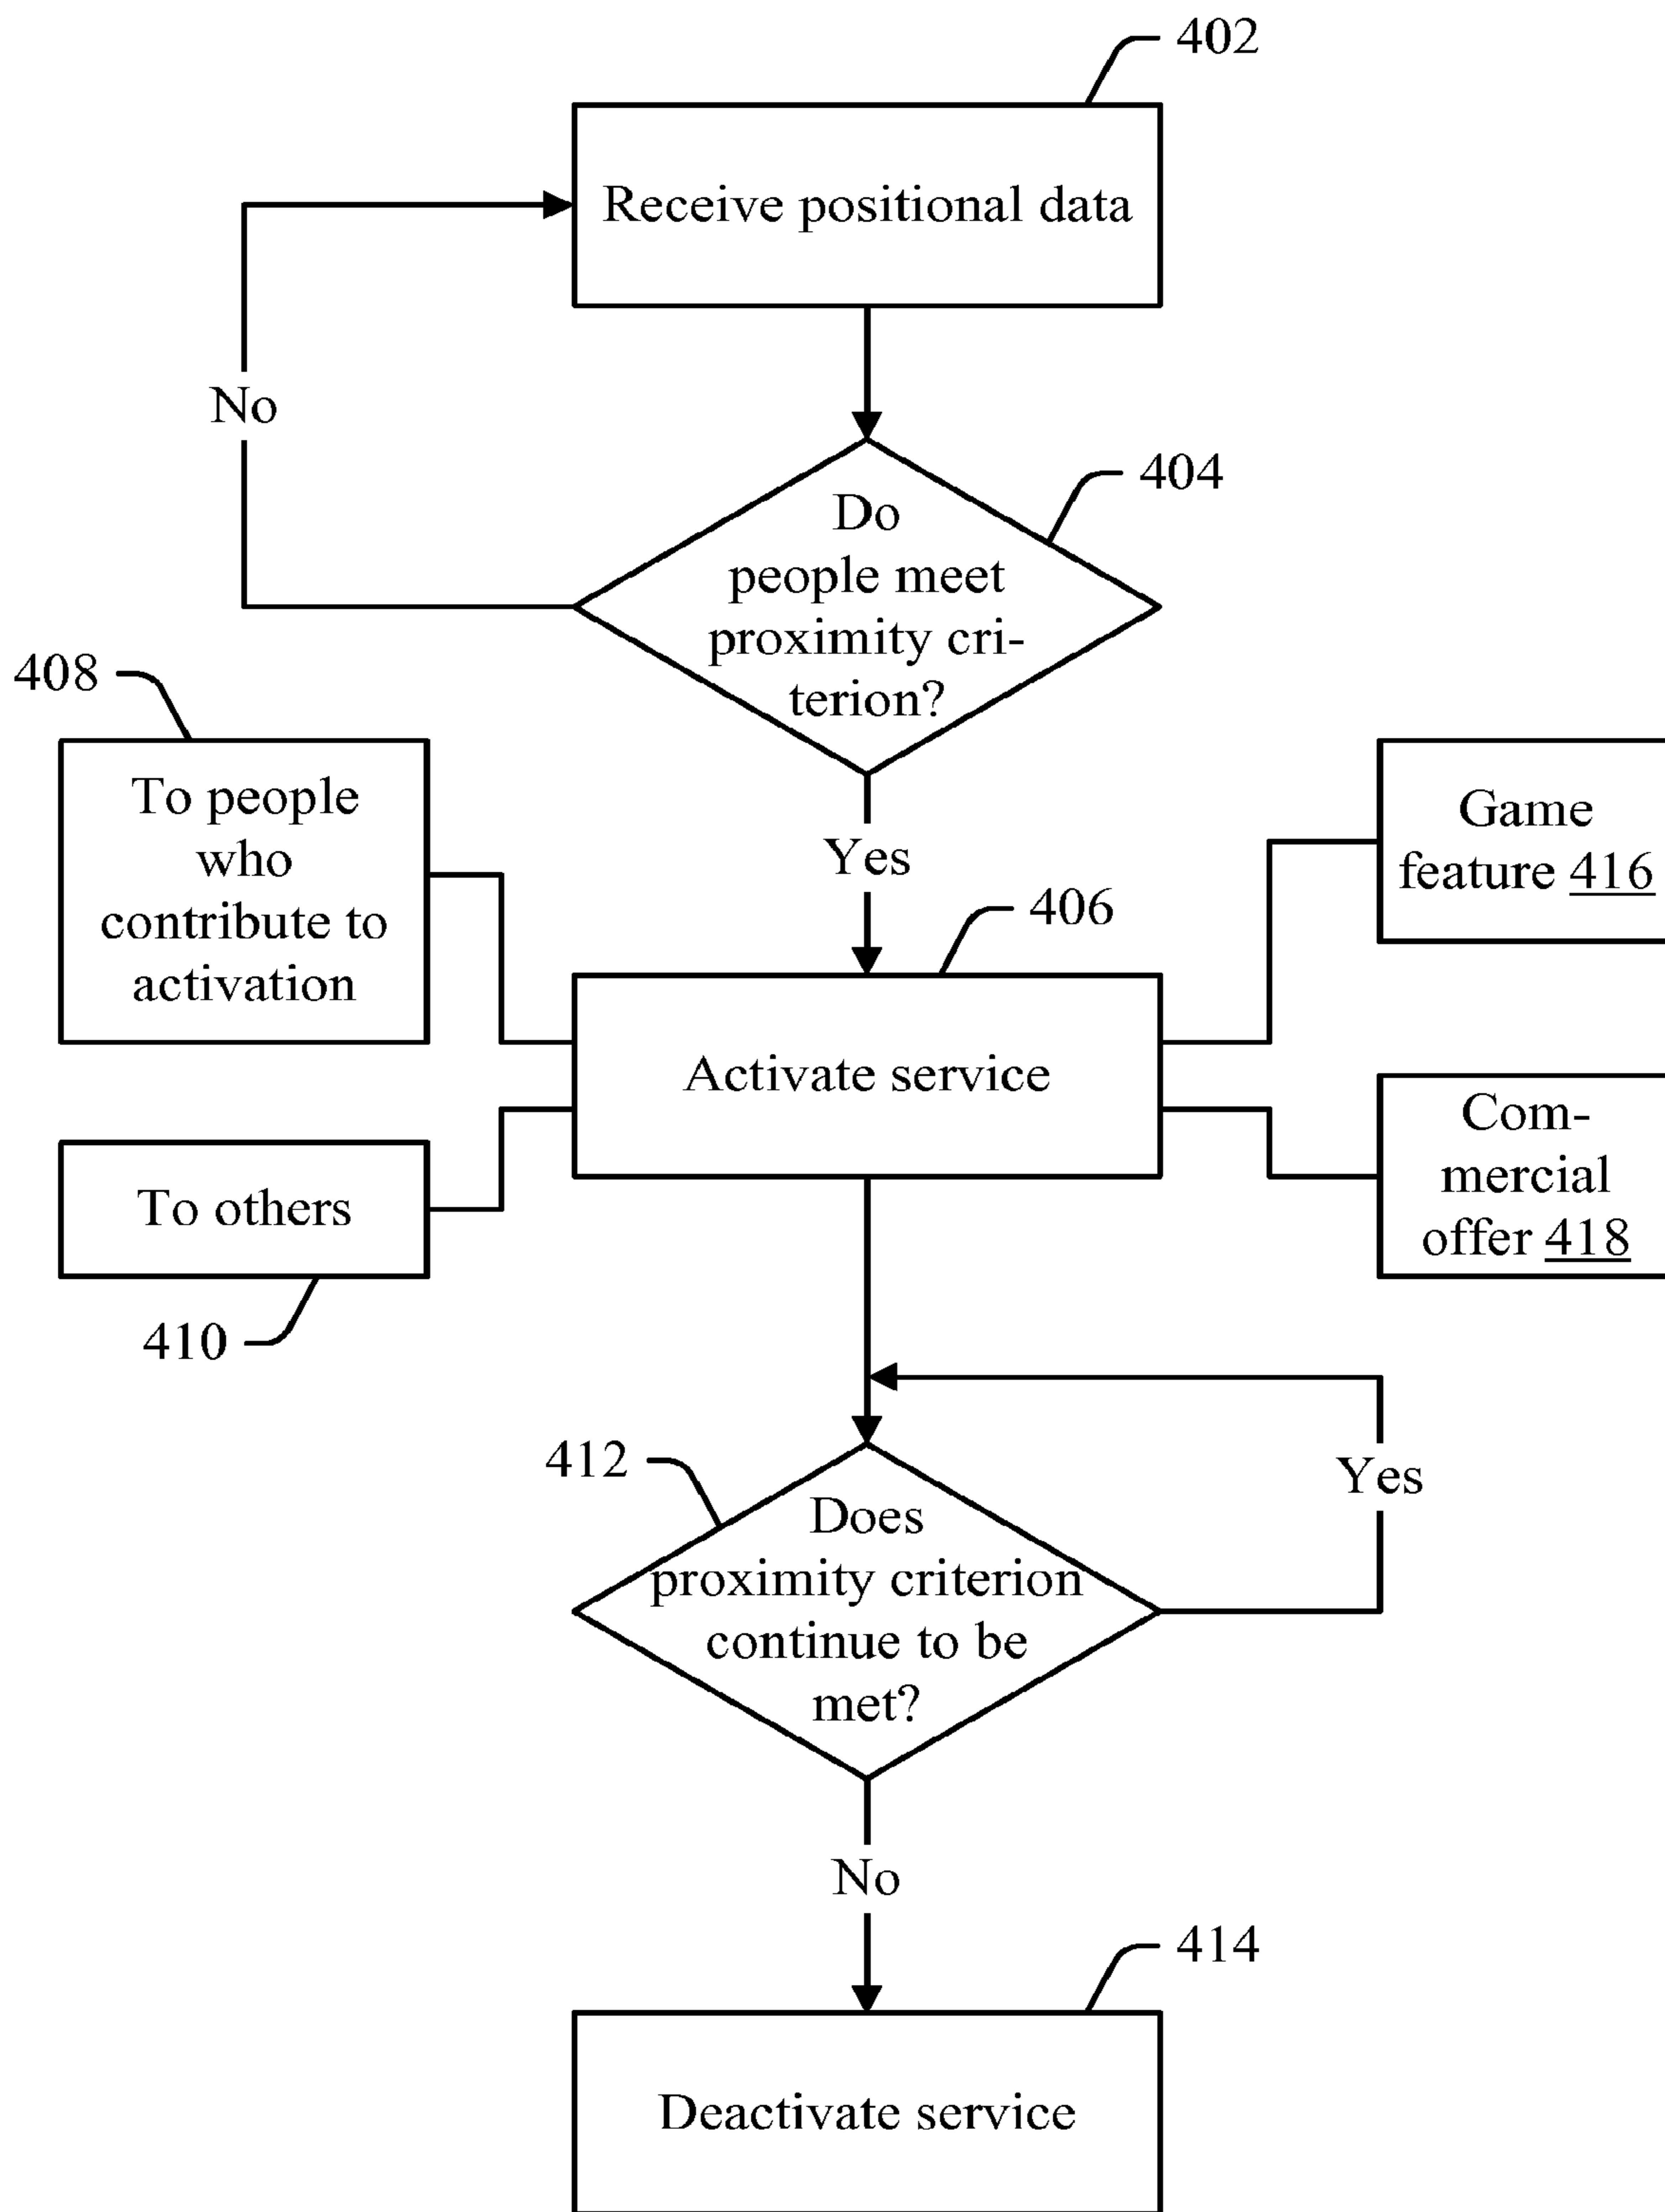 402
Receive positional data
No
404
Do
people meet
proximity cri-
terion?
408
To people
who
contribute to
activation
Yes
Game
feature 416
406
Activate service
Com-
mercial
offer 418
To others
410
412
Does
proximity criterion
continue to be
met?
Yes
No
414
Deactivate service